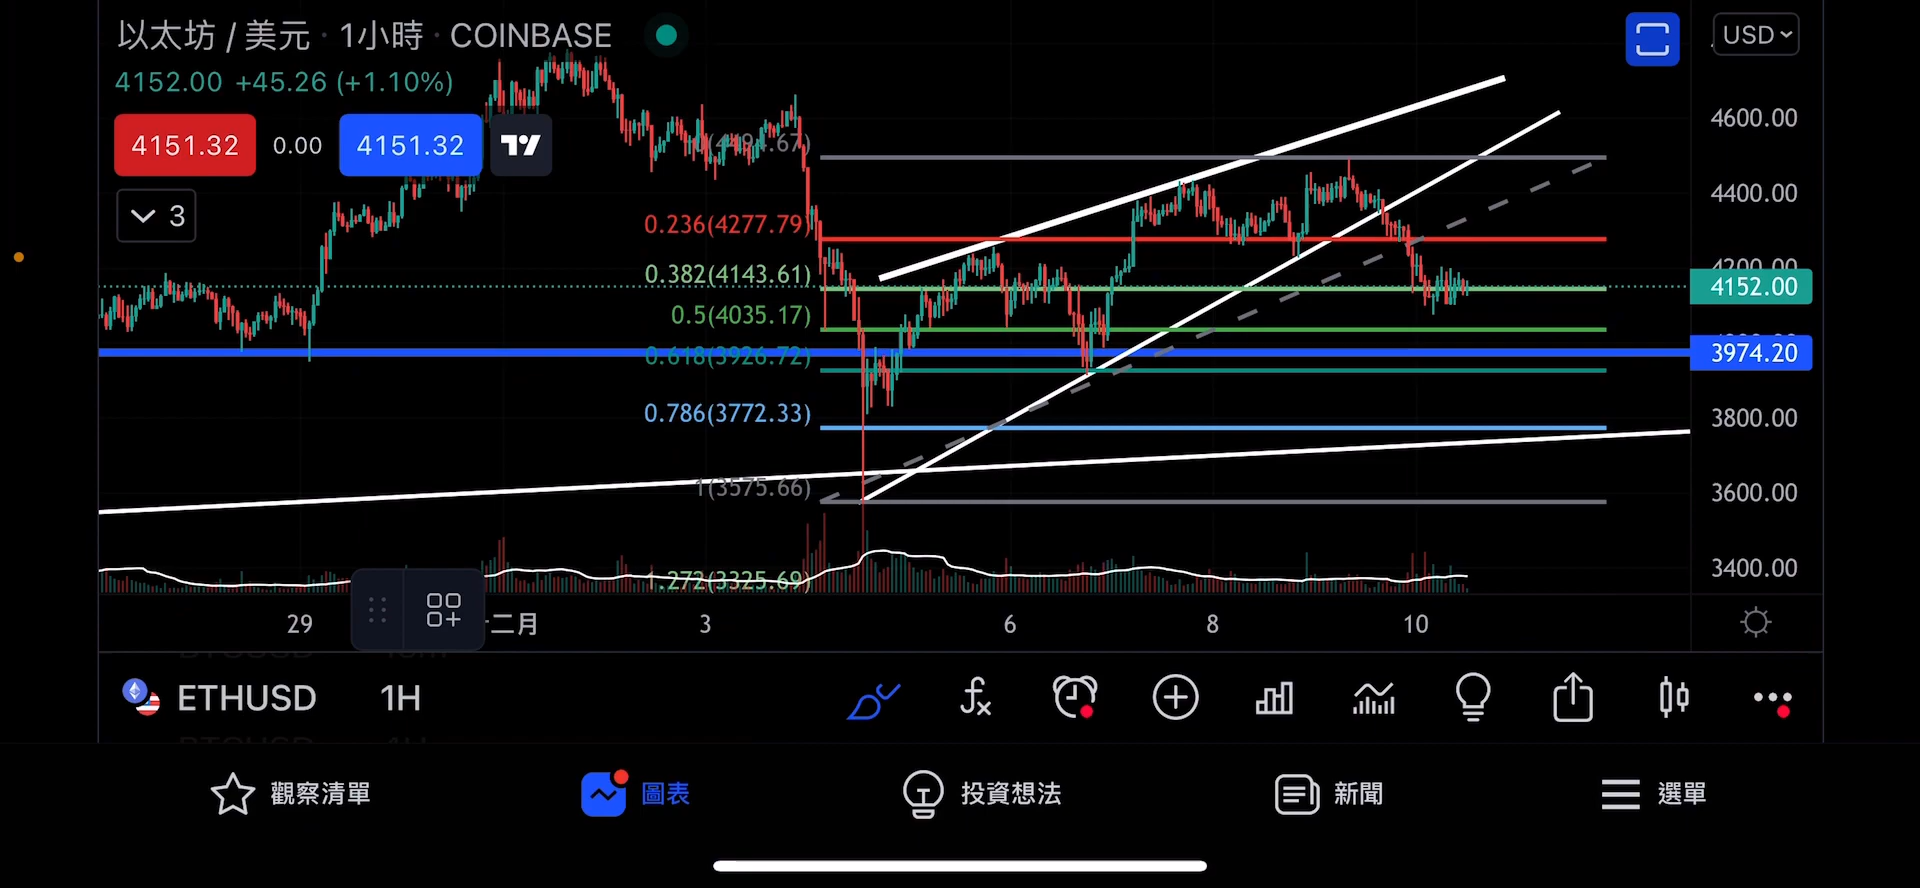 以太坊 / 美元 · 1小時 · COINBASE
USD
4152.00 +45.26 (+1.10%)
4151.32 0.00 4151.32
3
0.236(4277.79)
0.382(4143.61)
0.5(4035.17)
0.618(3926.72)
0.786(3772.33)
1(3575.66)
1.272(3325.69)
4600.00
4400.00
4200.00
4152.00
3974.20
3800.00
3600.00
3400.00
29 二月 3 6 8 10
ETHUSD 1H
觀察清單 圖表 投資想法 新聞 選單